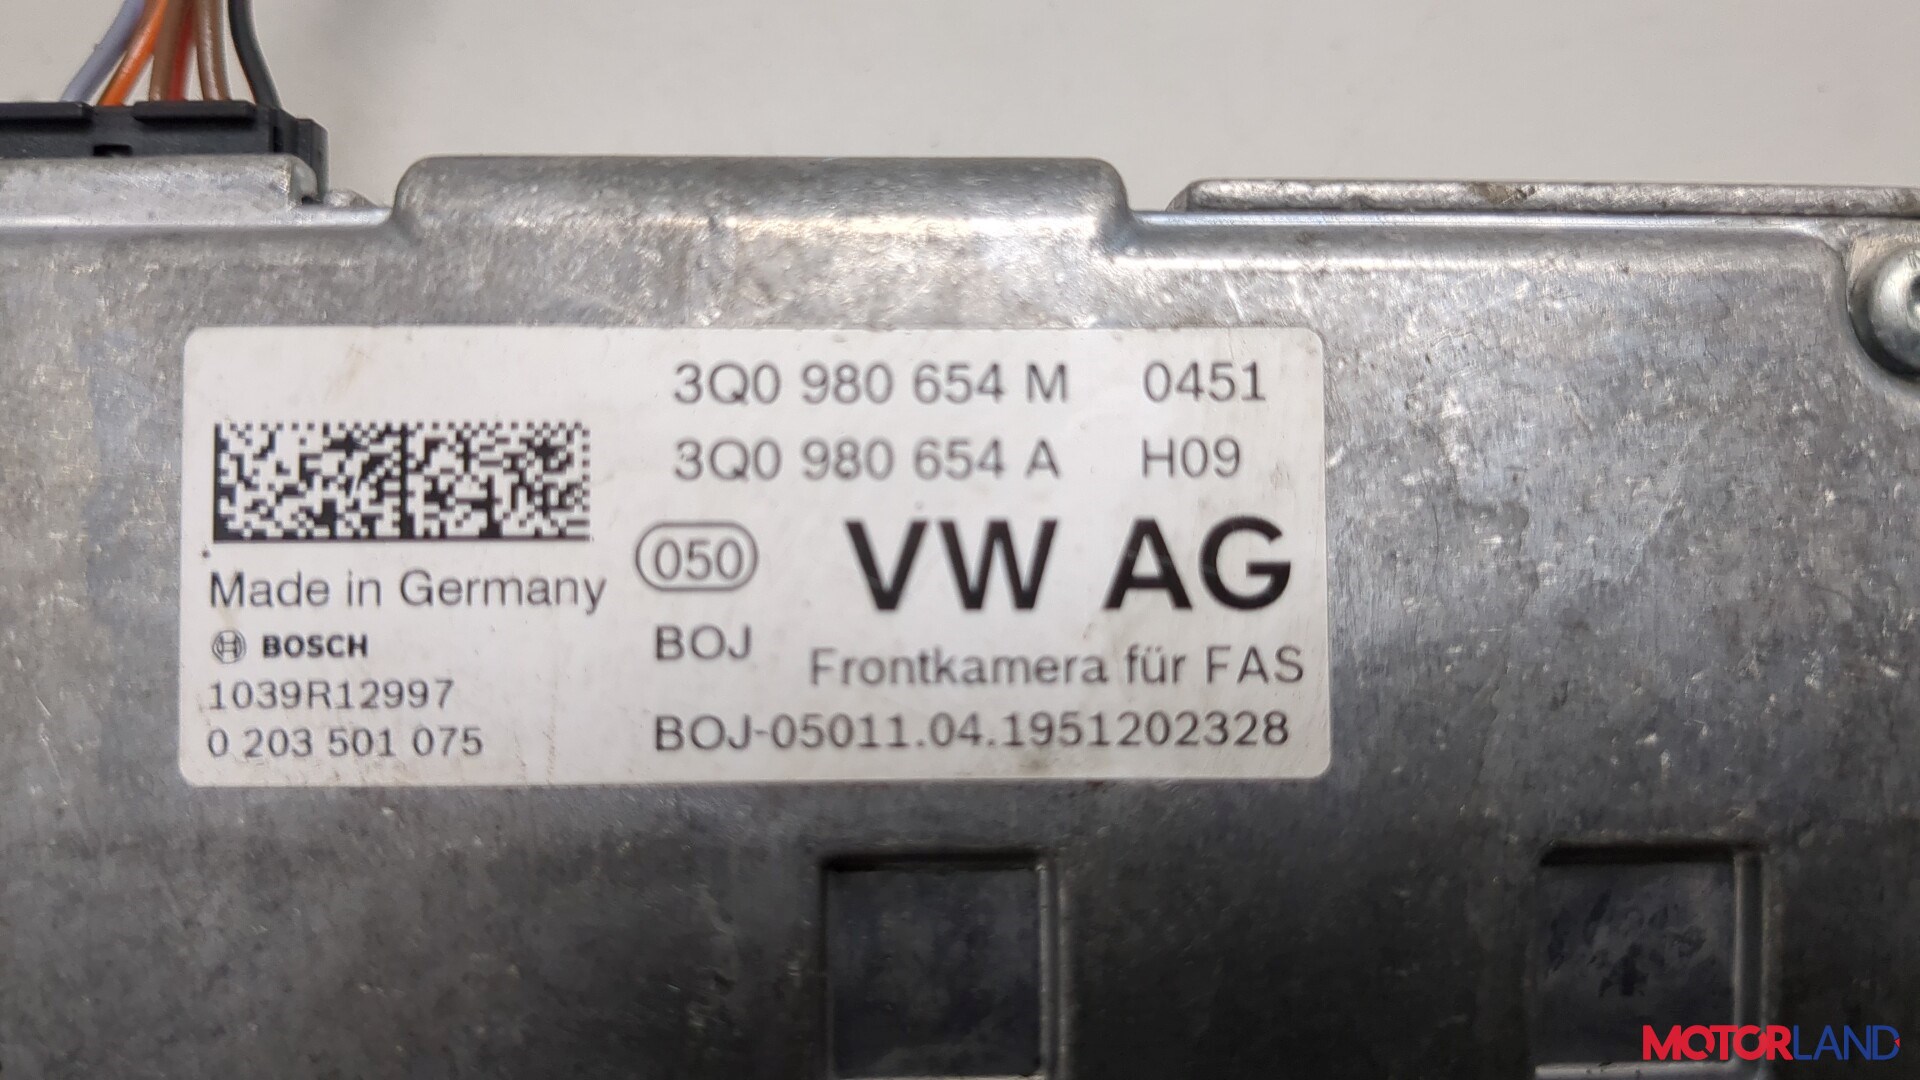 3Q0 980 654 M 0451
3Q0 980 654 A H09
050
VW AG
Made in Germany
BOSCH
BOJ
Frontkamera für FAS
1039R12997
0 203 501 075
BOJ-05011.04.1951202328
MOTORLAND